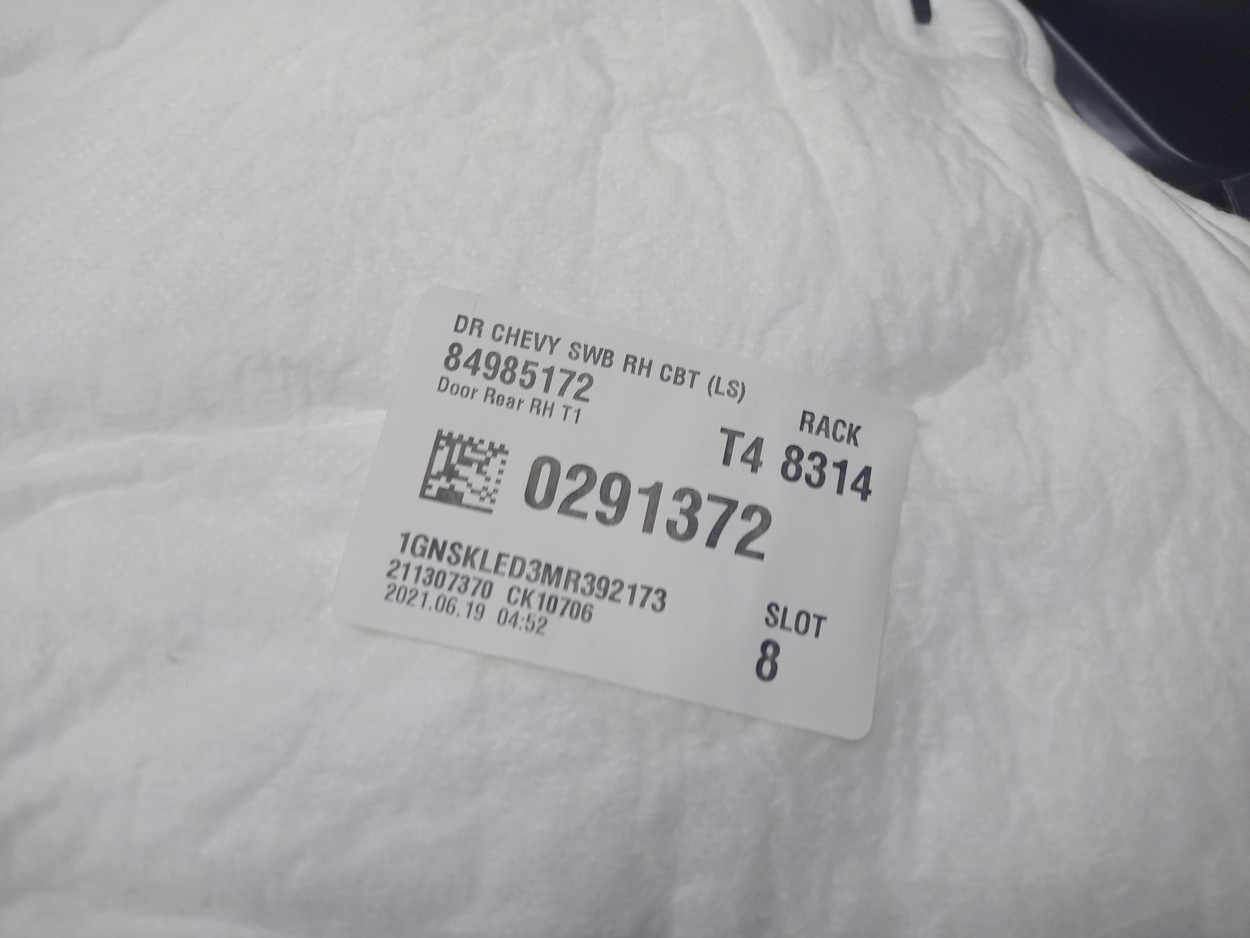 DR CHEVY SWB RH CBT (LS)
84985172
Door Rear RH T1
RACK
T4 8314
0291372
1GNSKLED3MR392173
211307370 CK10706
2021.06.19 04:52
SLOT
8